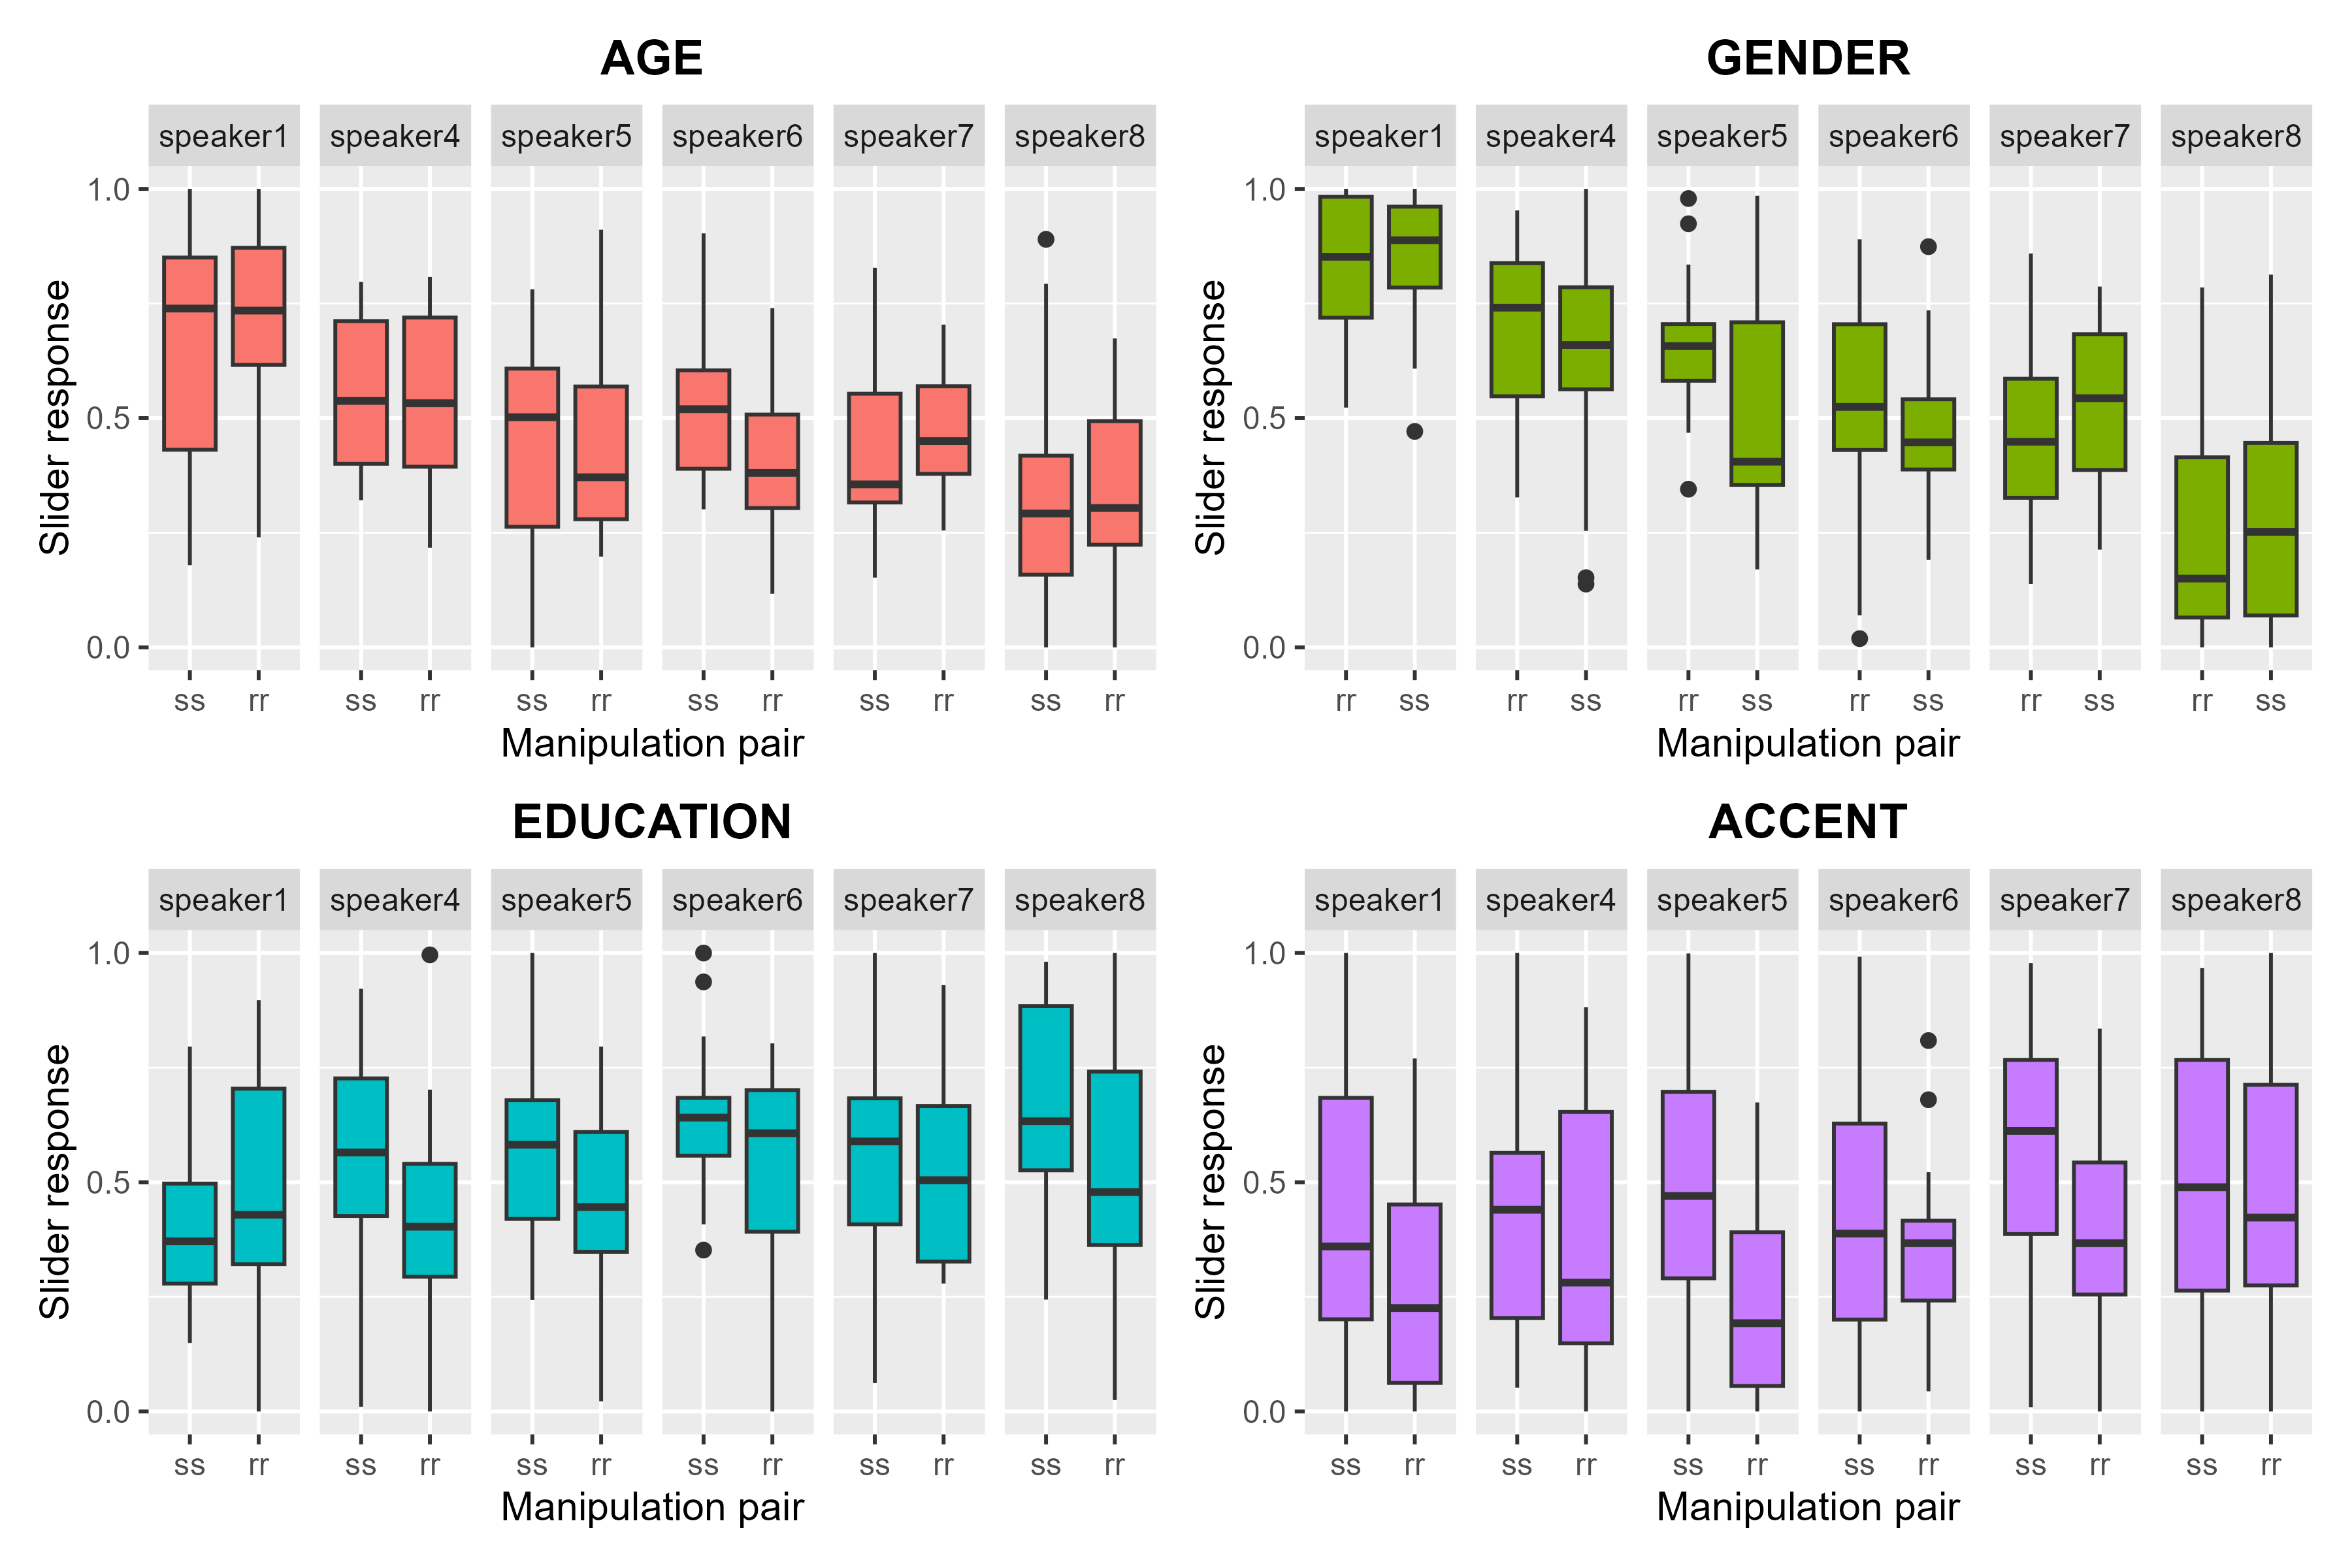 AGE
speaker1 speaker4 speaker5 speaker6 speaker7 speaker8
1.0
0.5
0.0
Slider response
ss rr ss rr ss rr ss rr ss rr ss rr
Manipulation pair
GENDER
speaker1 speaker4 speaker5 speaker6 speaker7 speaker8
1.0
0.5
0.0
Slider response
rr ss rr ss rr ss rr ss rr ss rr ss
Manipulation pair
EDUCATION
speaker1 speaker4 speaker5 speaker6 speaker7 speaker8
1.0
0.5
0.0
Slider response
ss rr ss rr ss rr ss rr ss rr ss rr
Manipulation pair
ACCENT
speaker1 speaker4 speaker5 speaker6 speaker7 speaker8
1.0
0.5
0.0
Slider response
ss rr ss rr ss rr ss rr ss rr ss rr
Manipulation pair